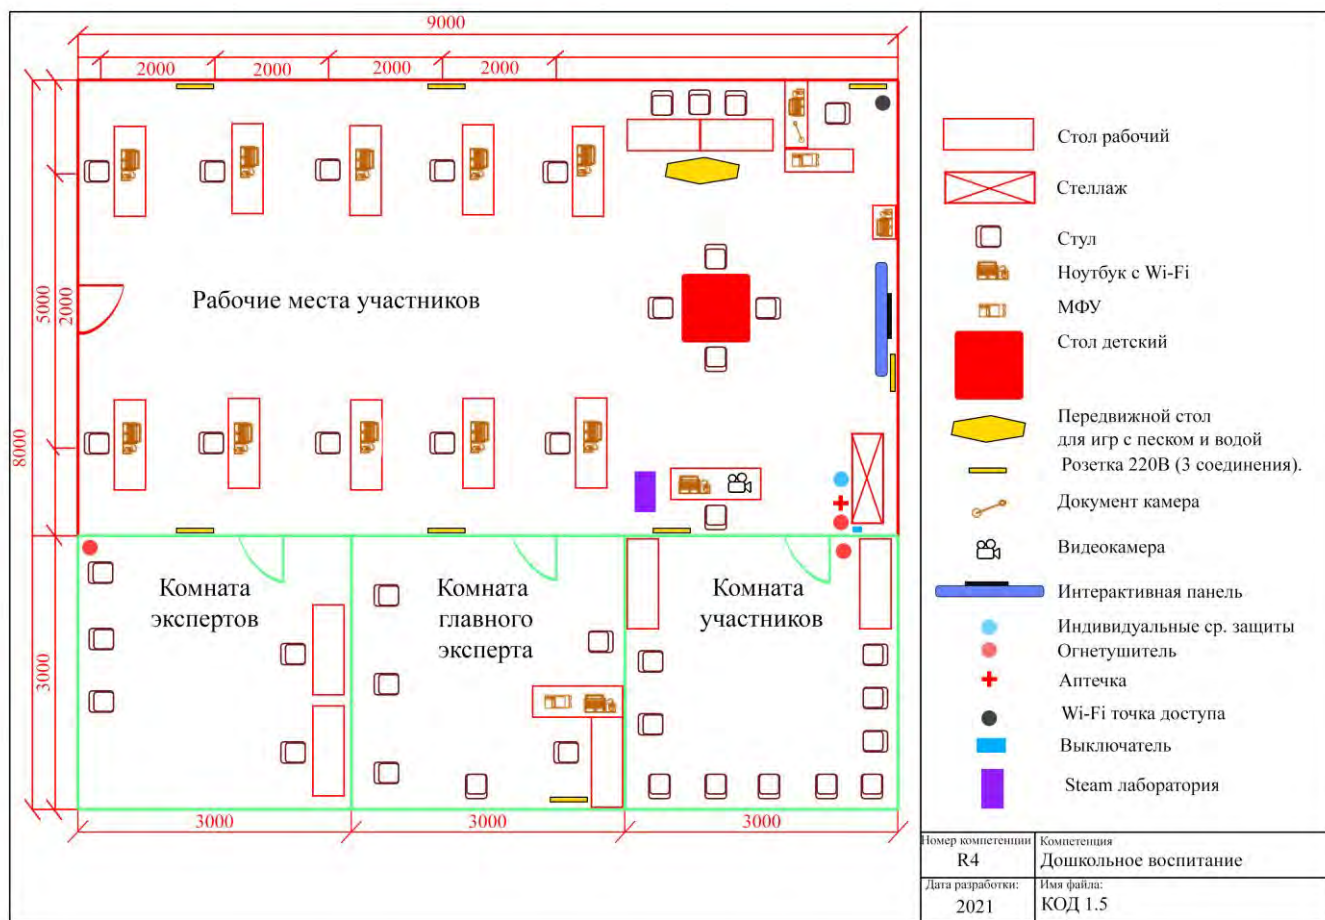 9000
2000
2000
2000
2000
5000
2000
8000
3000
Рабочие места участников
Комната
экспертов
Комната
главного
эксперта
Комната
участников
3000
3000
3000
Стол рабочий
Стеллаж
Стул
Ноутбук с Wi-Fi
МФУ
Стол детский
Передвижной стол
для игр с песком и водой
Розетка 220В (3 соединения).
Документ камера
Видеокамера
Интерактивная панель
Индивидуальные ср. защиты
Огнетушитель
Аптечка
Wi-Fi точка доступа
Выключатель
Steam лаборатория
Номер компетенции
R4
Компетенция
Дошкольное воспитание
Дата разработки:
2021
Имя файла:
КОД 1.5